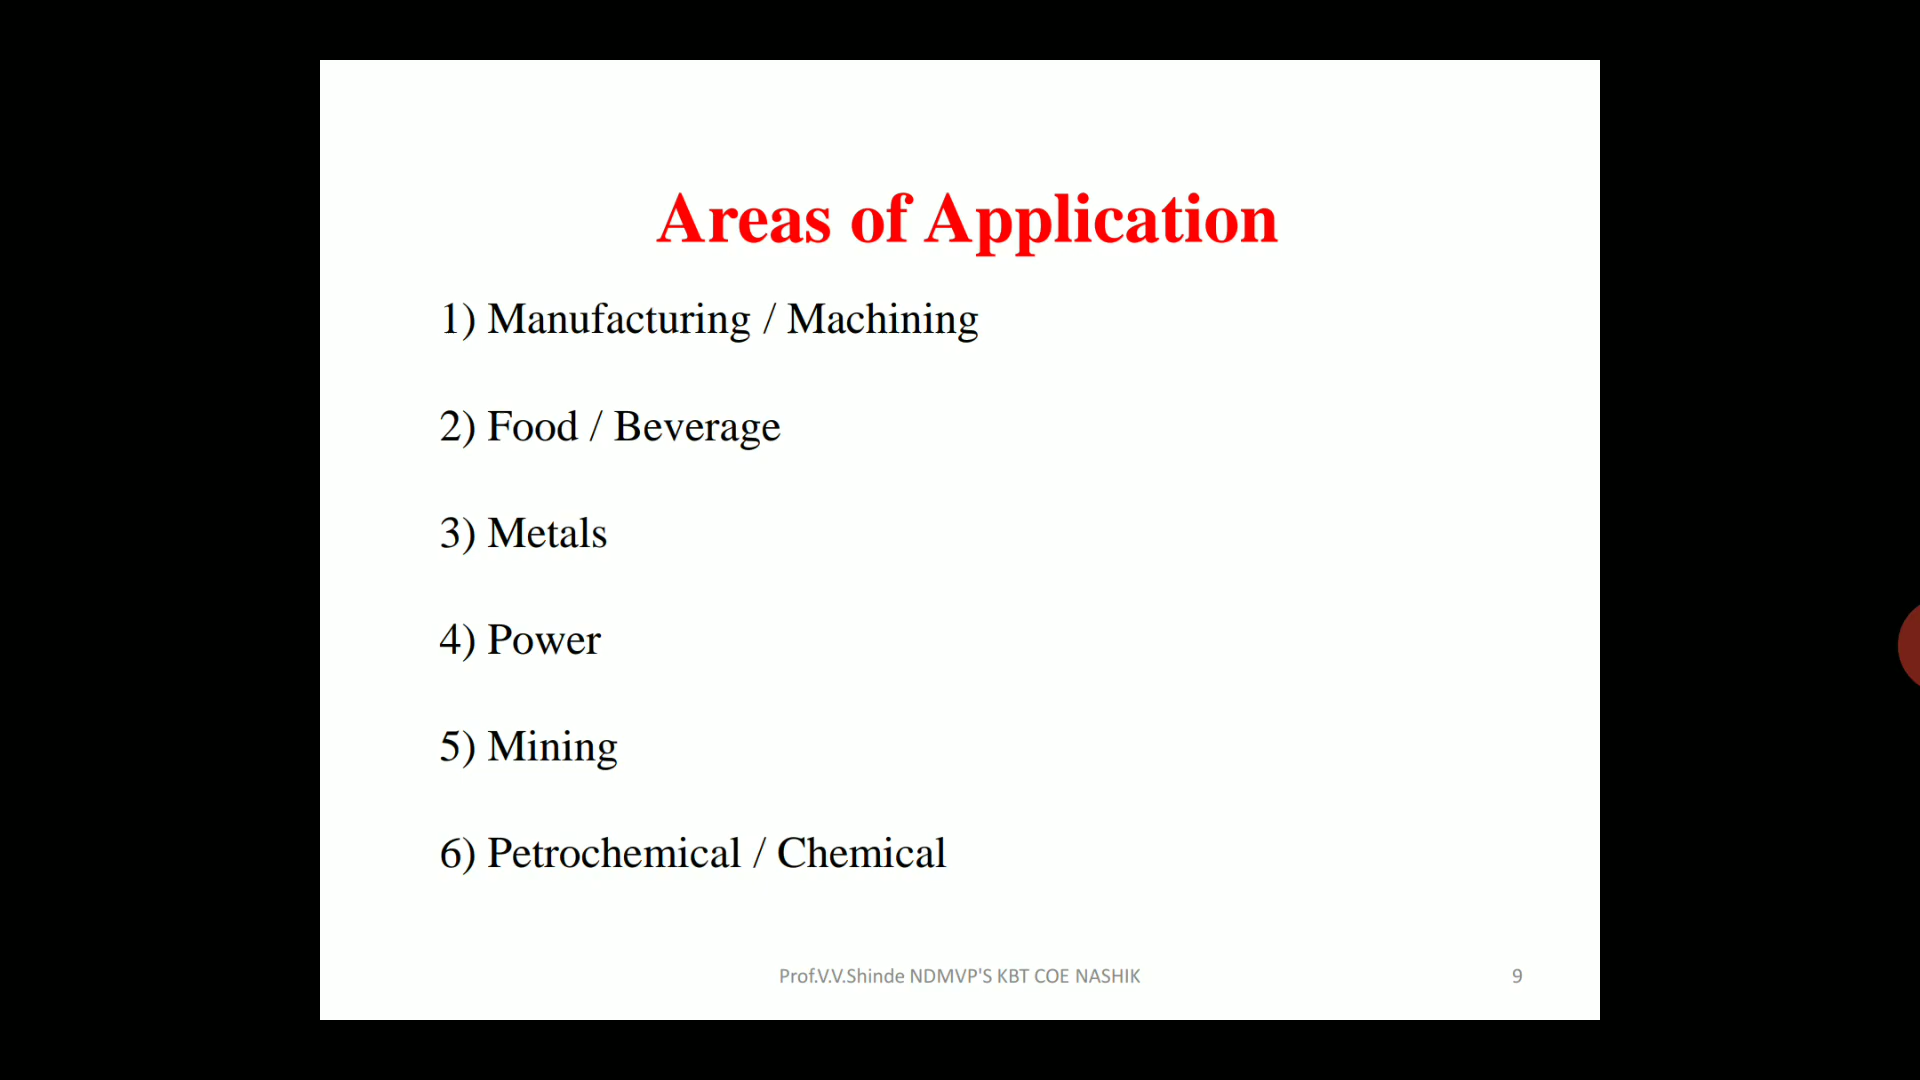 Areas of Application
1) Manufacturing / Machining
2) Food / Beverage
3) Metals
4) Power
5) Mining
6) Petrochemical / Chemical
Prof.V.V.Shinde NDMVP'S KBT COE NASHIK
9